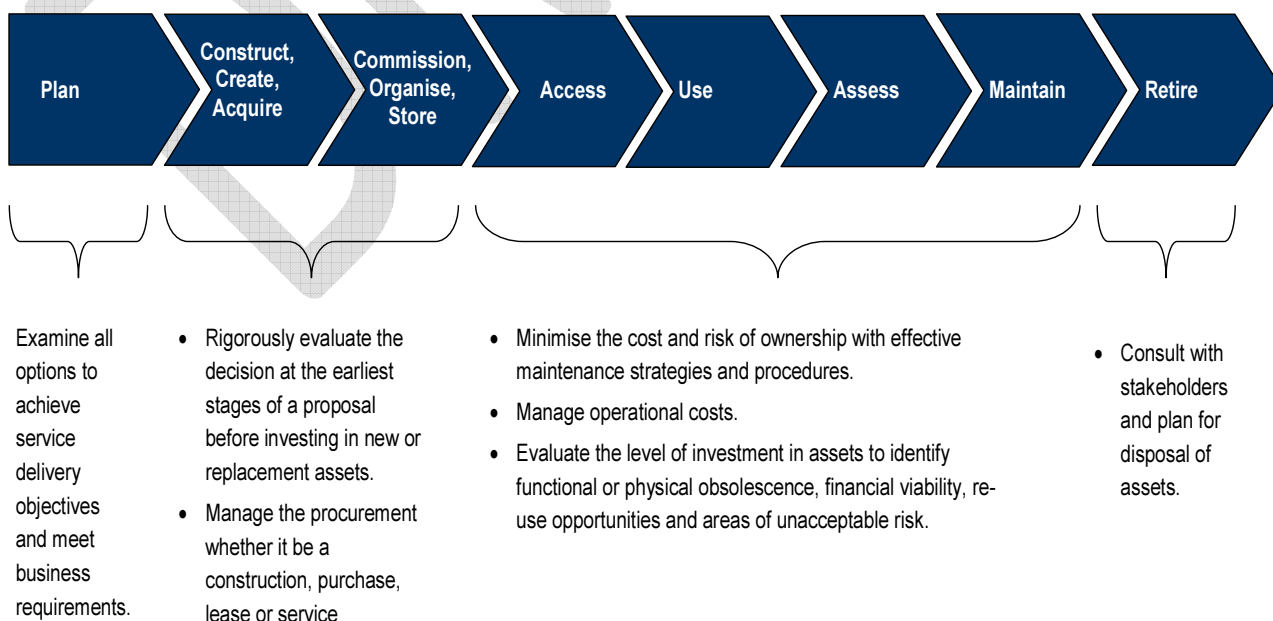 Plan
Construct,
Create,
Acquire
Commission,
Organise,
Store
Access
Use
Assess
Maintain
Retire
Examine all
options to
achieve
service
delivery
objectives
and meet
business
requirements.
• Rigorously evaluate the
decision at the earliest
stages of a proposal
before investing in new or
replacement assets.
• Manage the procurement
whether it be a
construction, purchase,
lease or service
• Minimise the cost and risk of ownership with effective
maintenance strategies and procedures.
• Manage operational costs.
• Evaluate the level of investment in assets to identify
functional or physical obsolescence, financial viability, re-
use opportunities and areas of unacceptable risk.
• Consult with
stakeholders
and plan for
disposal of
assets.